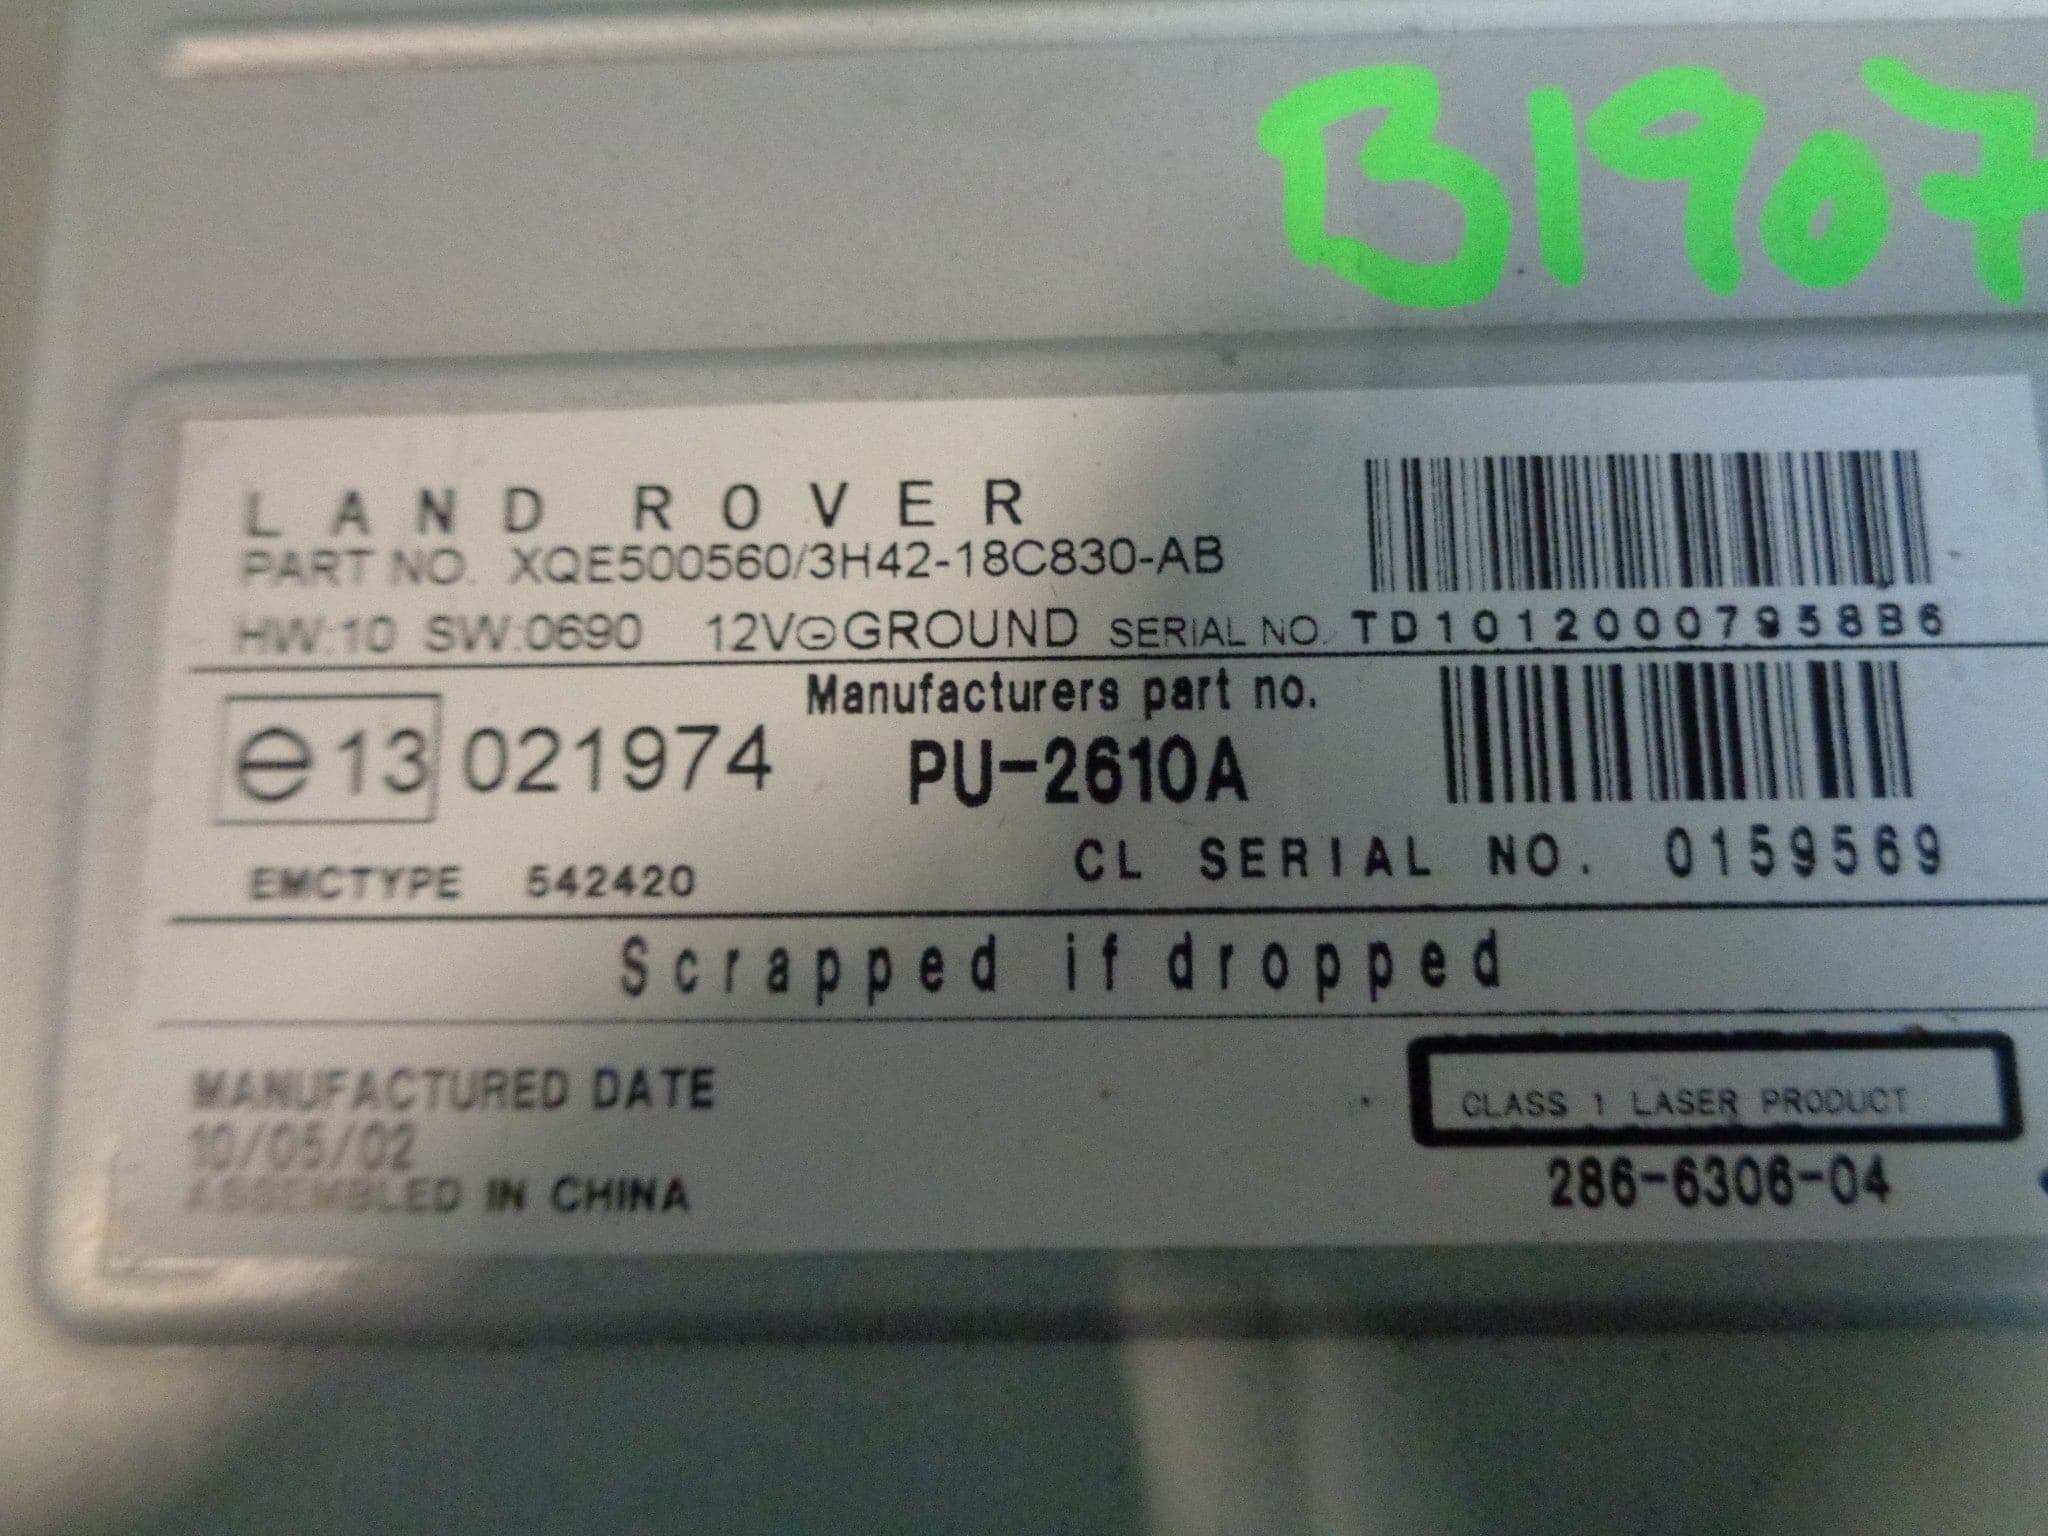 B1907
LAND ROVER
PART NO. XQE500560/3H42-18C830-AB
HW:10 SW:0690 12V⊖GROUND SERIAL NO. TD10120007958B6
e13 021974
Manufacturers part no.
PU-2610A
EMCTYPE 542420
CL SERIAL NO. 0159569
Scrapped if dropped
MANUFACTURED DATE
10/05/02
ASSEMBLED IN CHINA
CLASS 1 LASER PRODUCT
286-6306-04